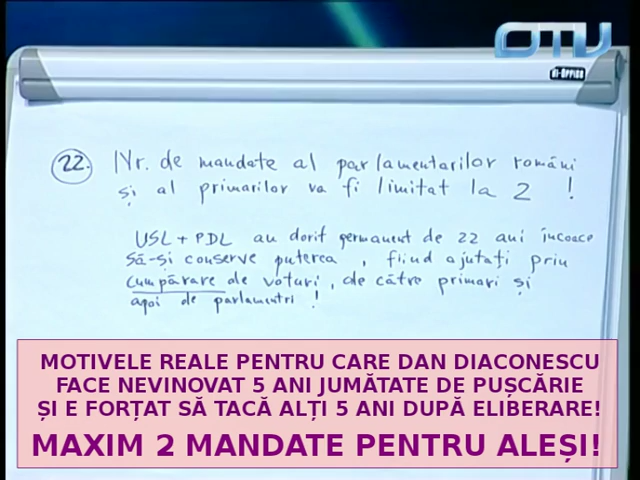 OTV
Hi-Office
22. Nr. de mandate al parlamentarilor români
și al primarilor va fi limitat la 2 !
USL + PDL au dorit permanent de 22 ani încoace
să-și conserve puterea, fiind ajutați prin
cumpărare de voturi, de către primari și
apoi de parlamentri !
MOTIVELE REALE PENTRU CARE DAN DIACONESCU
FACE NEVINOVAT 5 ANI JUMĂTATE DE PUȘCĂRIE
ȘI E FORȚAT SĂ TACĂ ALȚI 5 ANI DUPĂ ELIBERARE!
MAXIM 2 MANDATE PENTRU ALEȘI!